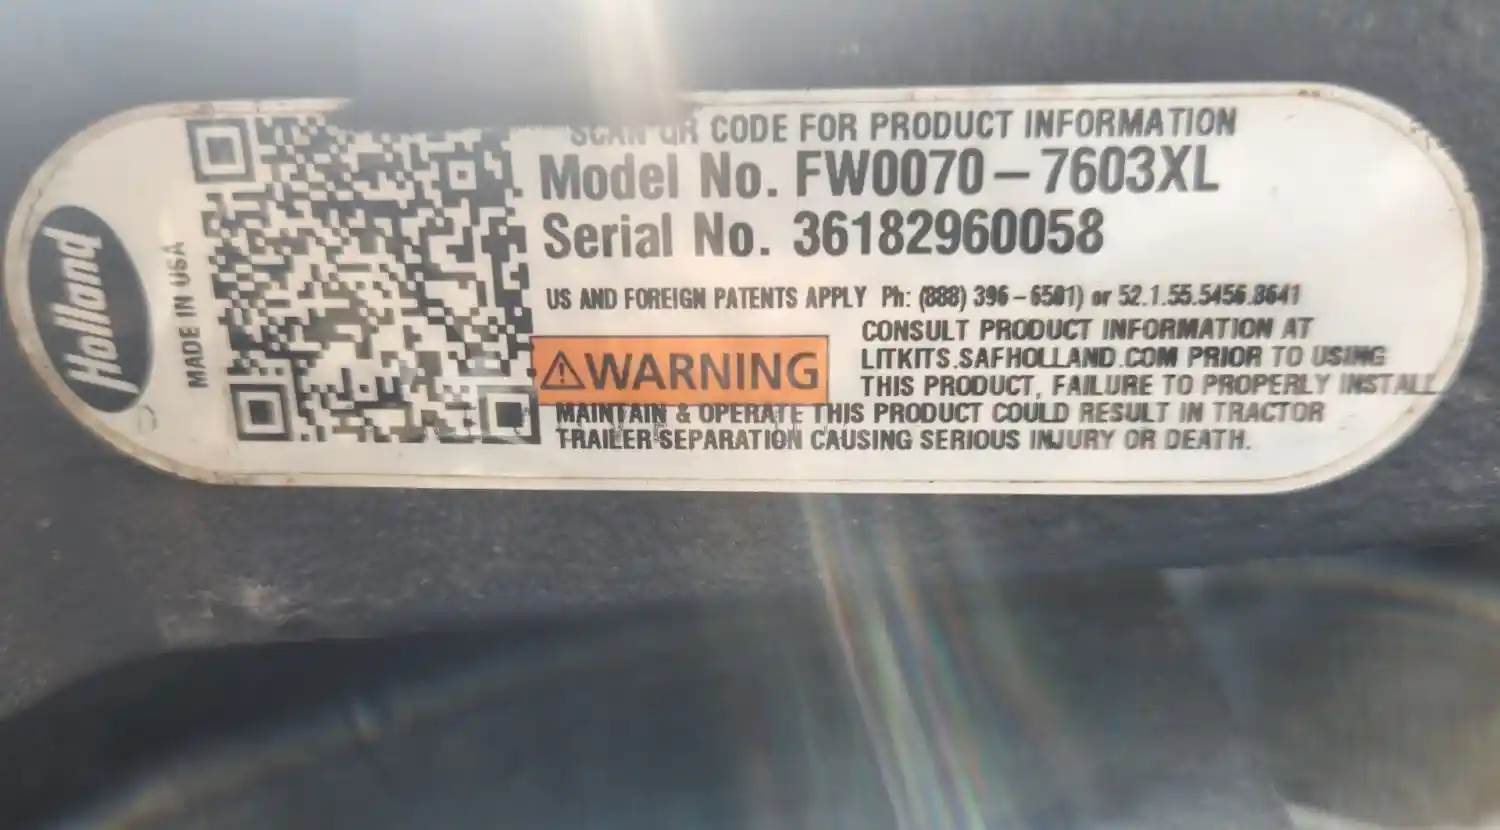 Holland
MADE IN USA
SCAN QR CODE FOR PRODUCT INFORMATION
Model No. FW0070-7603XL
Serial No. 36182960058
US AND FOREIGN PATENTS APPLY Ph: (888) 396-6501) or 52.1.55.5456.8641
⚠WARNING
CONSULT PRODUCT INFORMATION AT
LITKITS.SAFHOLLAND.COM PRIOR TO USING
THIS PRODUCT, FAILURE TO PROPERLY INSTALL
MAINTAIN & OPERATE THIS PRODUCT COULD RESULT IN TRACTOR
TRAILER SEPARATION CAUSING SERIOUS INJURY OR DEATH.